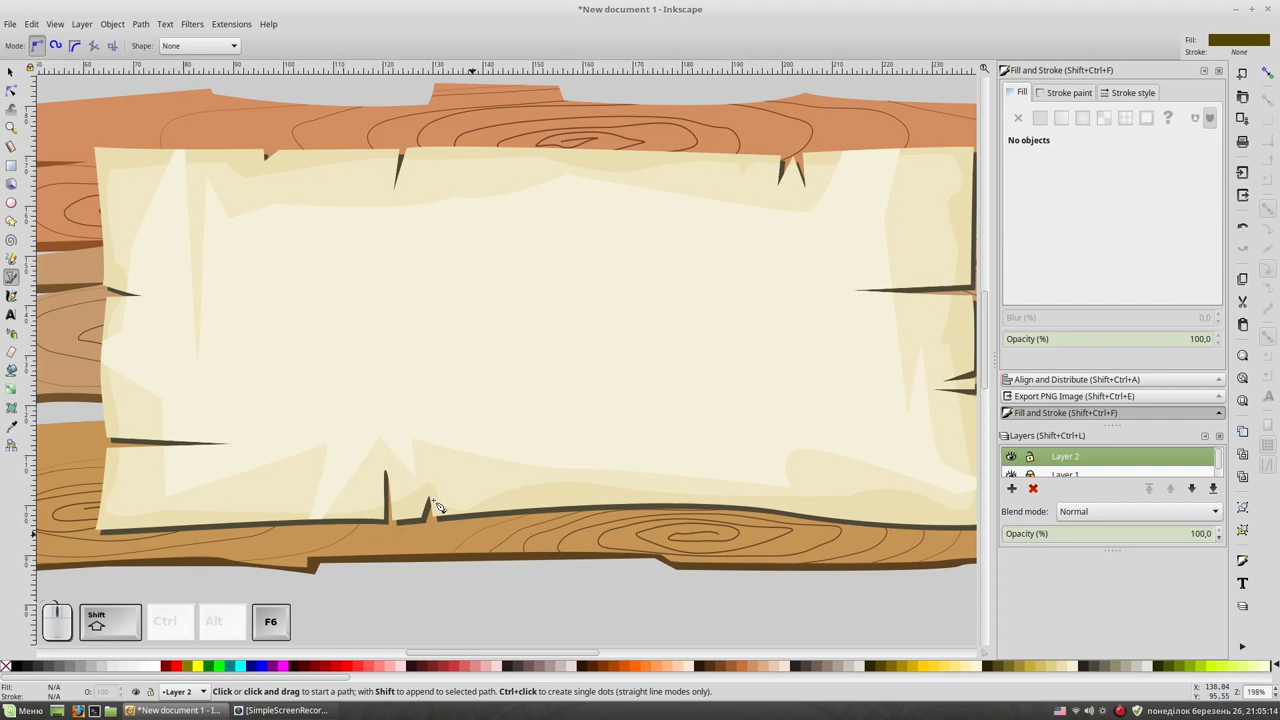 *New document 1 - Inkscape
File Edit View Layer Object Path Text Filters Extensions Help
Mode: Shape: None
Fill:
Stroke: None
Fill and Stroke (Shift+Ctrl+F)
Fill Stroke paint Stroke style
No objects
Blur (%) 0,0
Opacity (%) 100,0
Align and Distribute (Shift+Ctrl+A)
Export PNG Image (Shift+Ctrl+E)
Fill and Stroke (Shift+Ctrl+F)
Layers (Shift+Ctrl+L)
Layer 2
Layer 1
Blend mode: Normal
Opacity (%) 100,0
Shift Ctrl Alt F6
Fill: N/A
Stroke: N/A
O: 100
•Layer 2
Click or click and drag to start a path; with Shift to append to selected path. Ctrl+click to create single dots (straight line modes only).
X: 138,04
Y: 95,55
Z: 198%
Меню *New document 1 - I... [SimpleScreenRecor... понеділок березень 26, 21:05:14